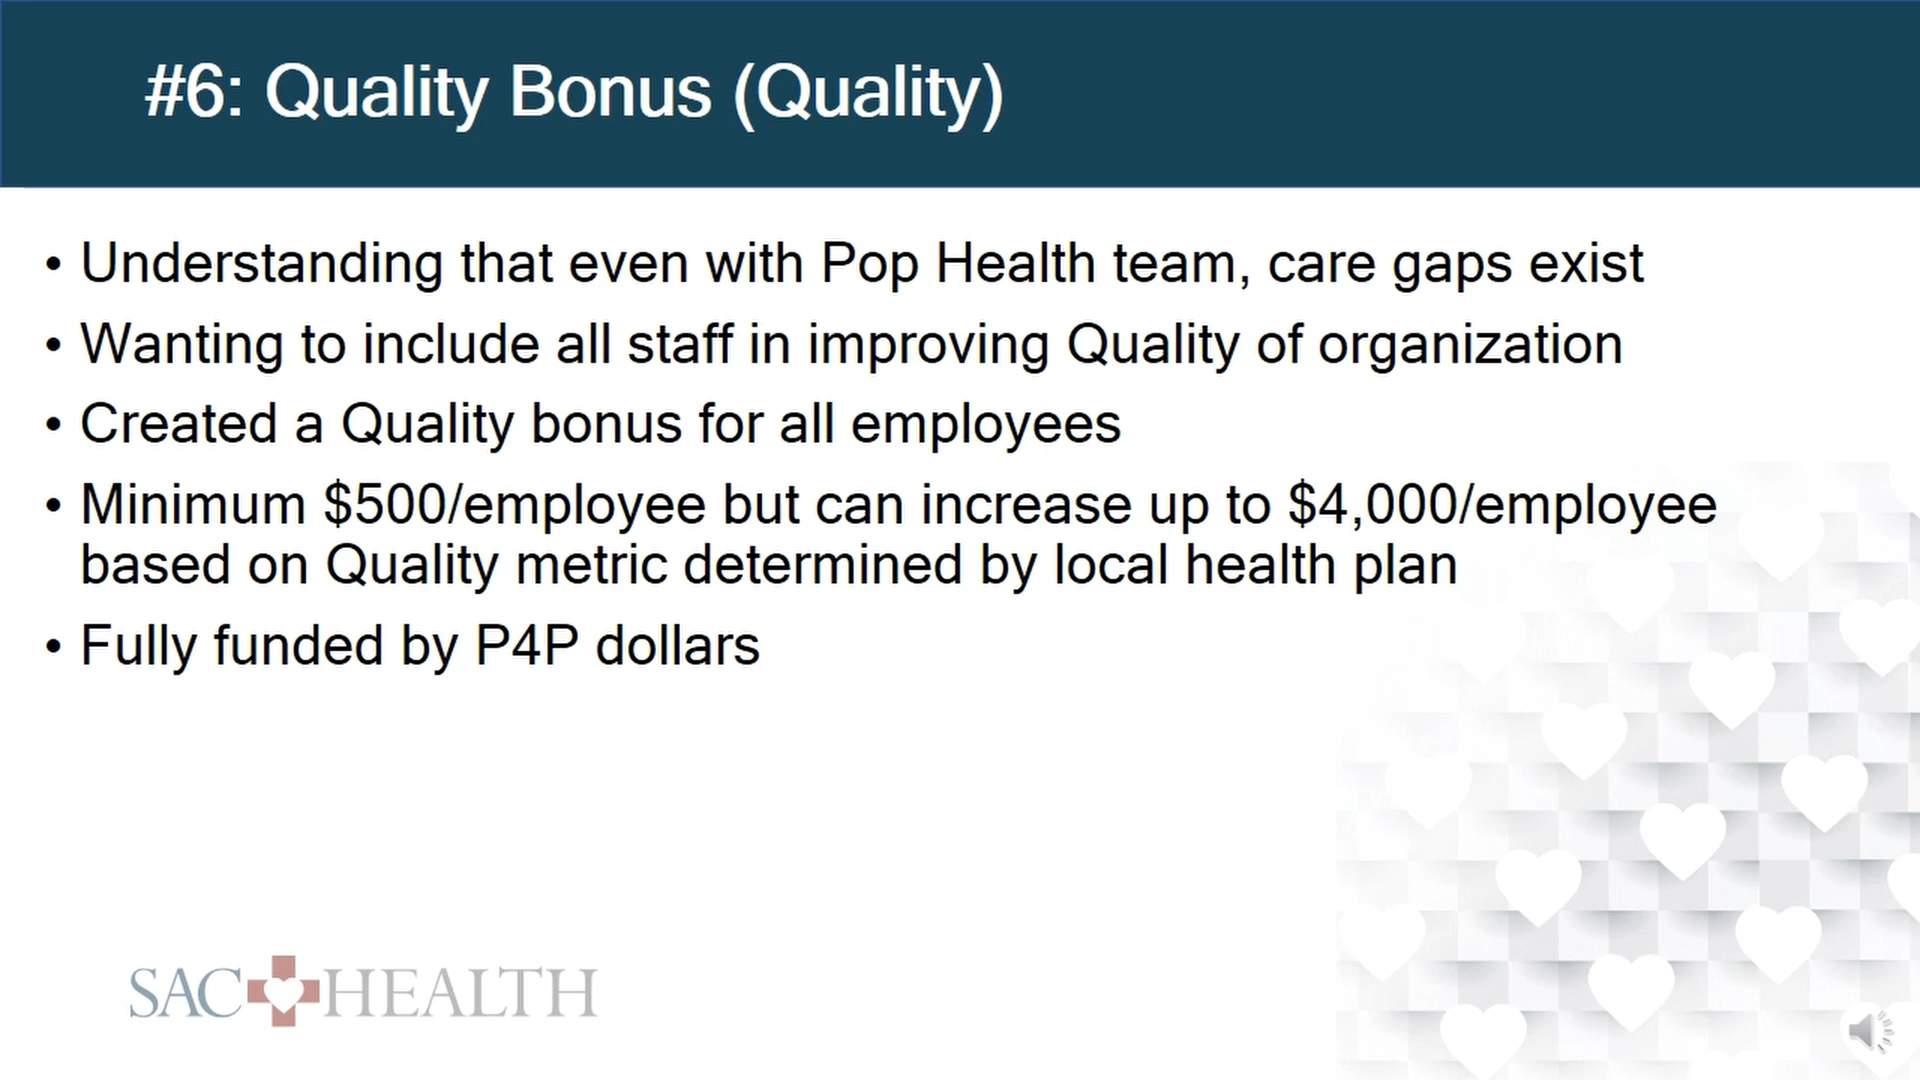 #6: Quality Bonus (Quality)
• Understanding that even with Pop Health team, care gaps exist
• Wanting to include all staff in improving Quality of organization
• Created a Quality bonus for all employees
• Minimum $500/employee but can increase up to $4,000/employee
based on Quality metric determined by local health plan
• Fully funded by P4P dollars
SAC HEALTH